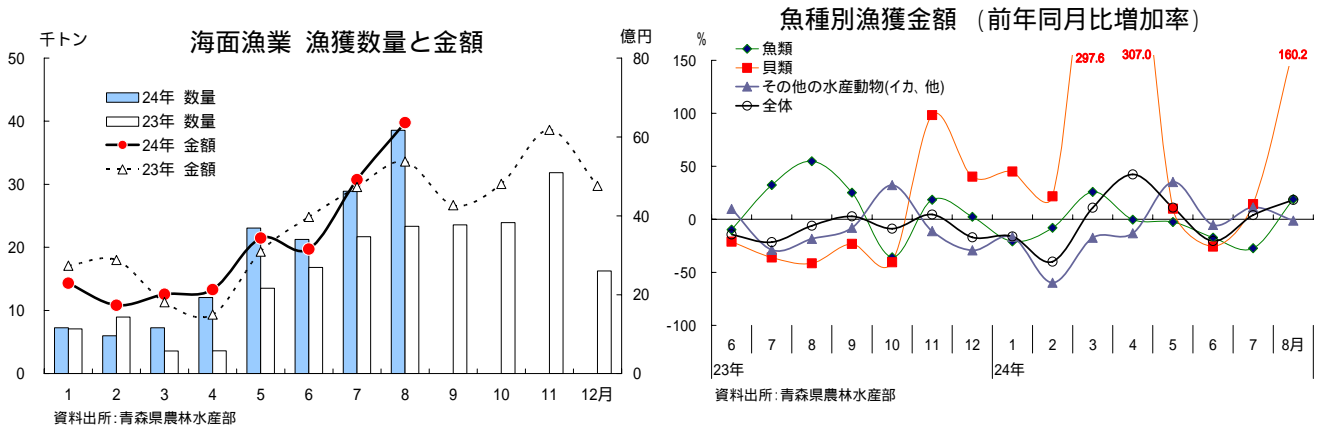 海面漁業 漁獲数量と金額
千トン
億円
50
40
30
20
10
0
80
60
40
20
0
24年 数量
23年 数量
24年 金額
23年 金額
1 2 3 4 5 6 7 8 9 10 11 12月
資料出所:青森県農林水産部
魚種別漁獲金額 (前年同月比増加率)
%
150
100
50
0
-50
-100
魚類
貝類
その他の水産動物(イカ、他)
全体
297.6 307.0 160.2
6 7 8 9 10 11 12 1 2 3 4 5 6 7 8月
23年 24年
資料出所:青森県農林水産部